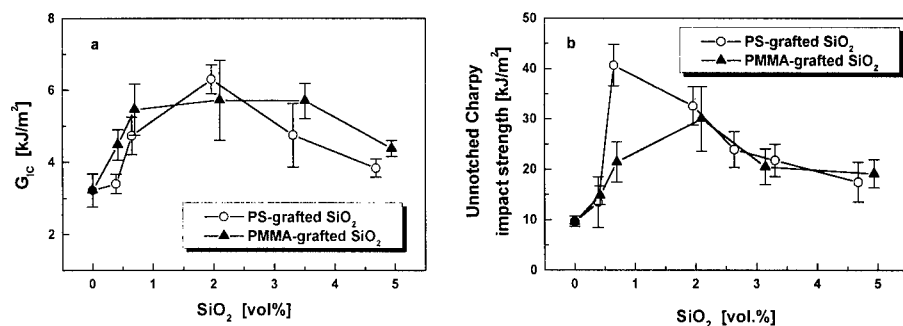 a
G_IC [kJ/m²]
8
6
4
2
0 1 2 3 4 5
SiO₂ [vol%]
PS-grafted SiO₂
PMMA-grafted SiO₂
b
Unnotched Charpy
impact strength [kJ/m²]
50
40
30
20
10
0
0 1 2 3 4 5
SiO₂ [vol.%]
PS-grafted SiO₂
PMMA-grafted SiO₂